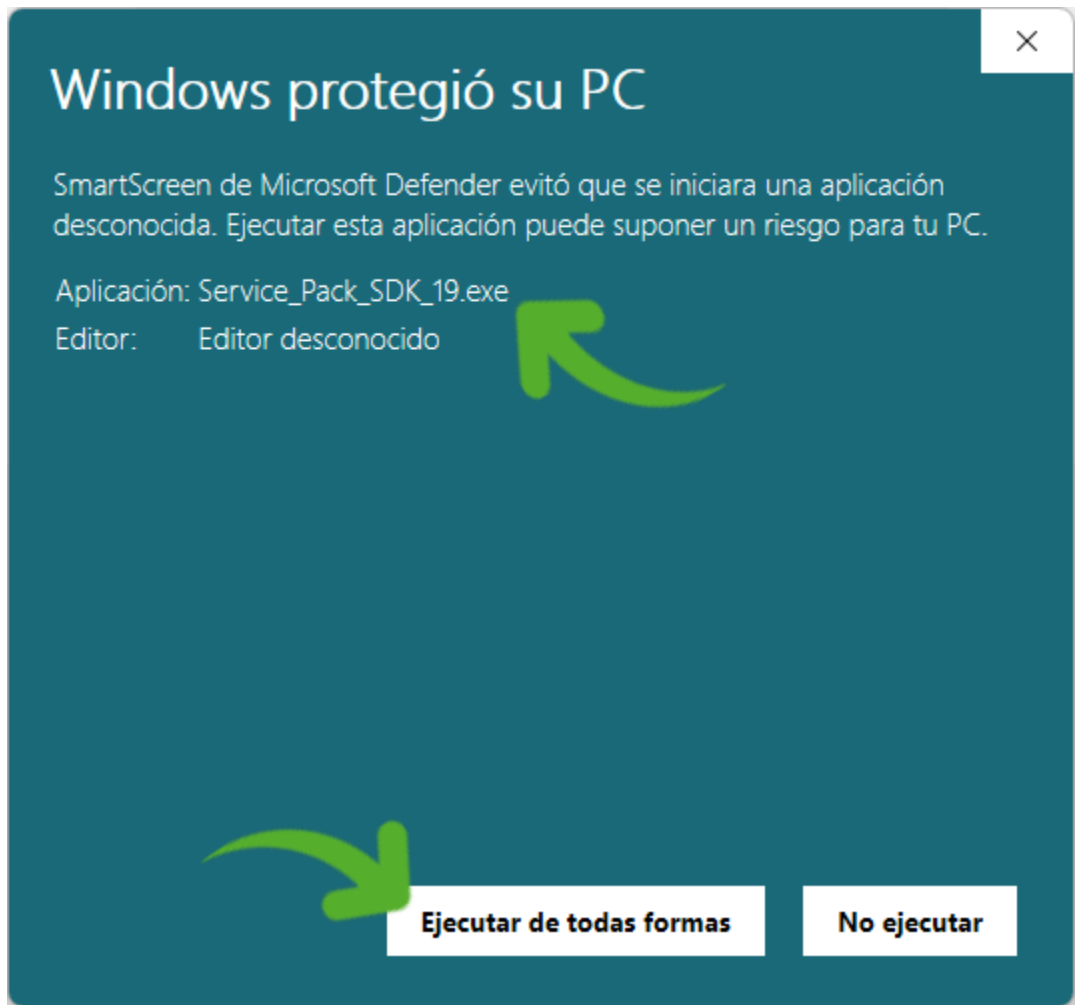 Windows protegió su PC
SmartScreen de Microsoft Defender evitó que se iniciara una aplicación
desconocida. Ejecutar esta aplicación puede suponer un riesgo para tu PC.
Aplicación: Service_Pack_SDK_19.exe
Editor: Editor desconocido
Ejecutar de todas formas No ejecutar